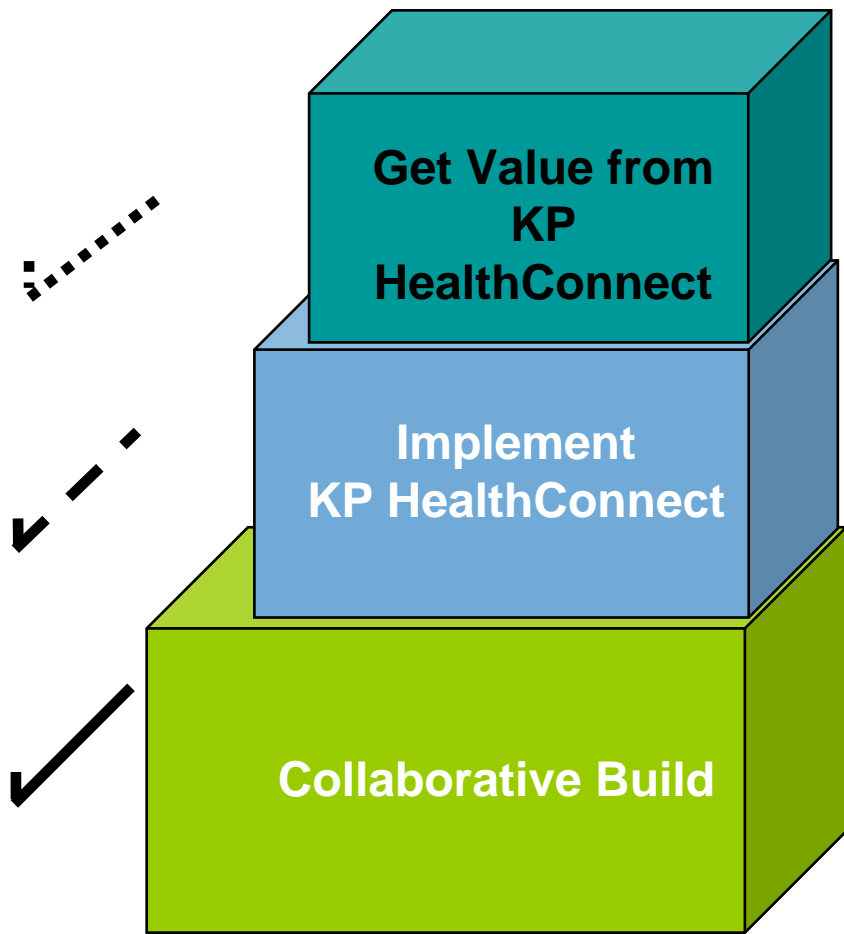 Get Value from
KP
HealthConnect
Implement
KP HealthConnect
Collaborative Build